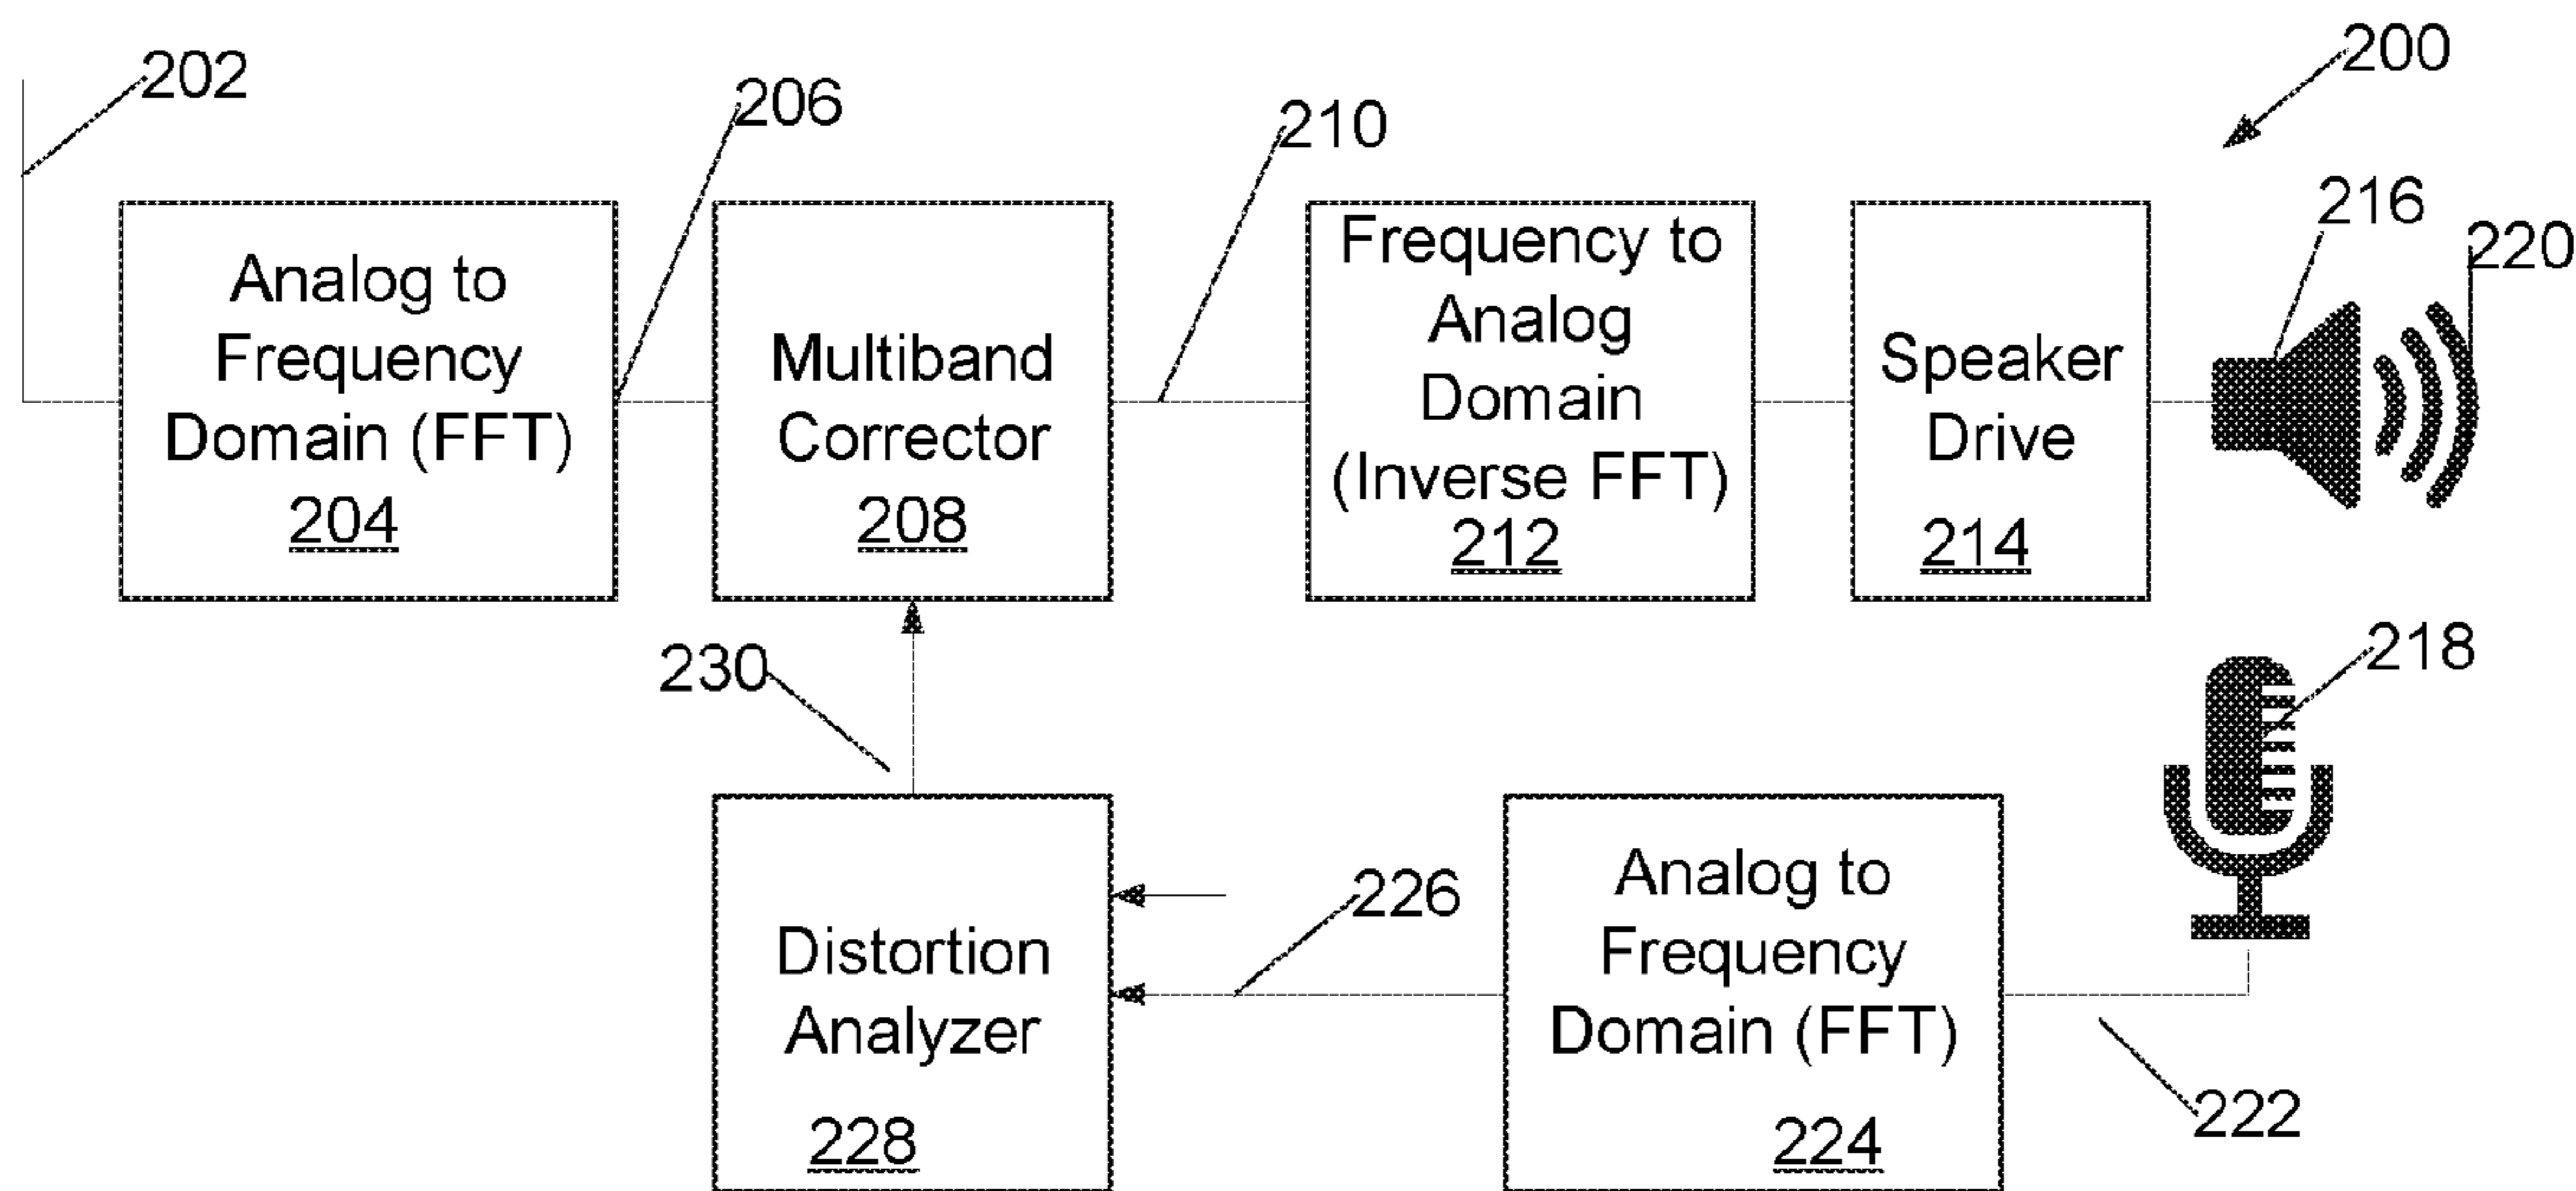 200
202
206
210
216
220
Analog to
Frequency
Domain (FFT)
204
Multiband
Corrector
208
Frequency to
Analog
Domain
(Inverse FFT)
212
Speaker
Drive
214
230
218
226
Distortion
Analyzer
228
Analog to
Frequency
Domain (FFT)
224
222